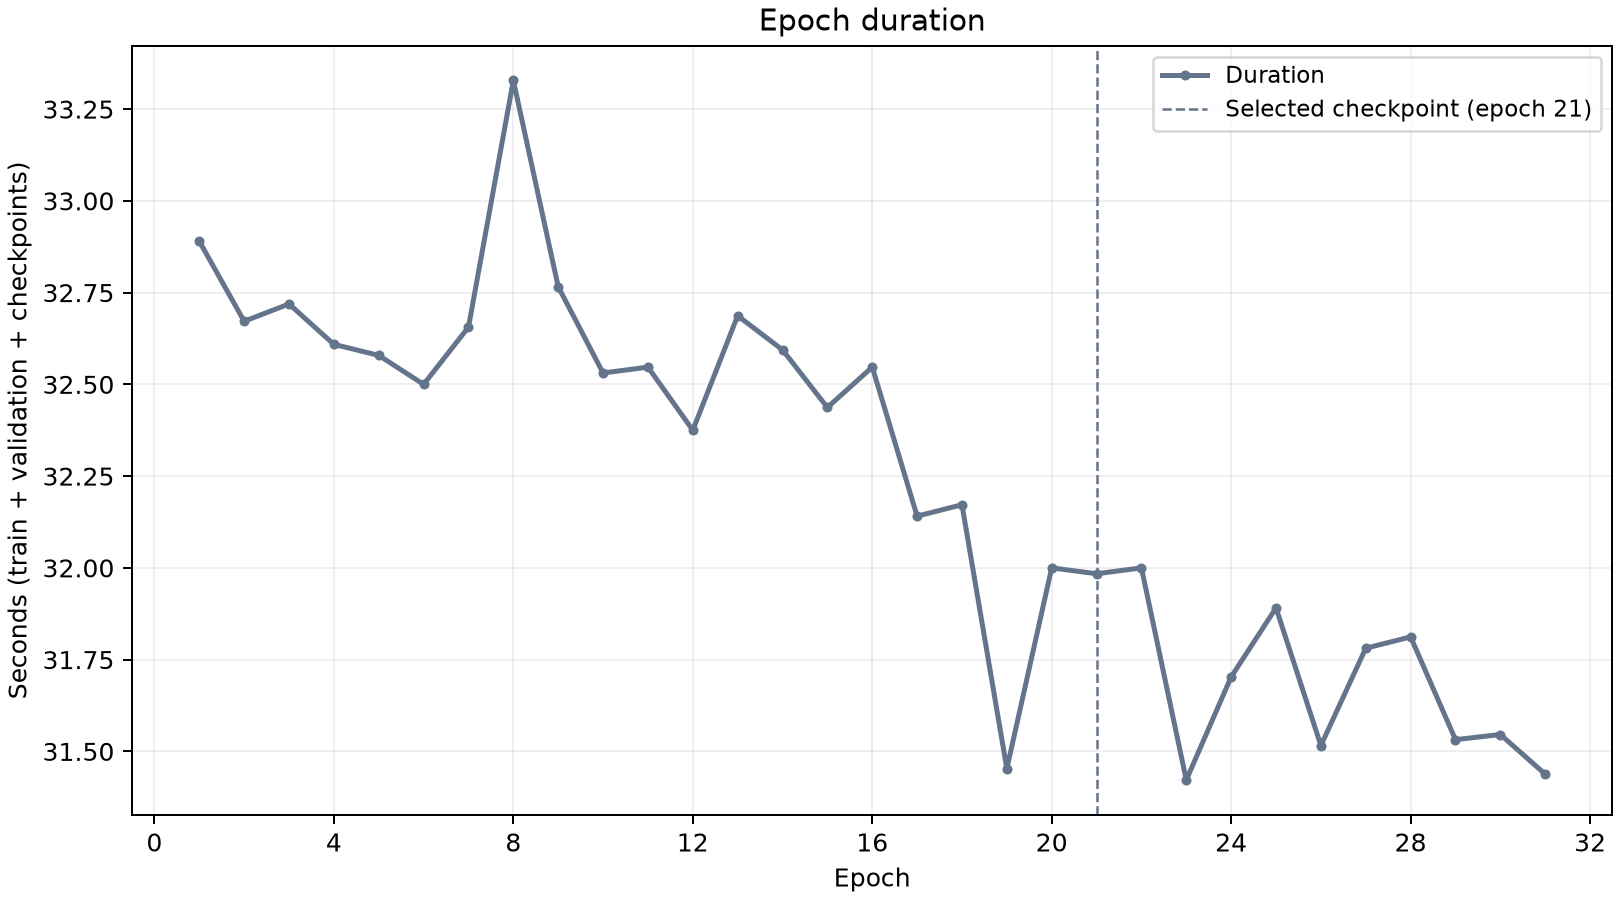 Epoch duration
Duration
Selected checkpoint (epoch 21)
Seconds (train + validation + checkpoints)
33.25
33.00
32.75
32.50
32.25
32.00
31.75
31.50
0 4 8 12 16 20 24 28 32
Epoch